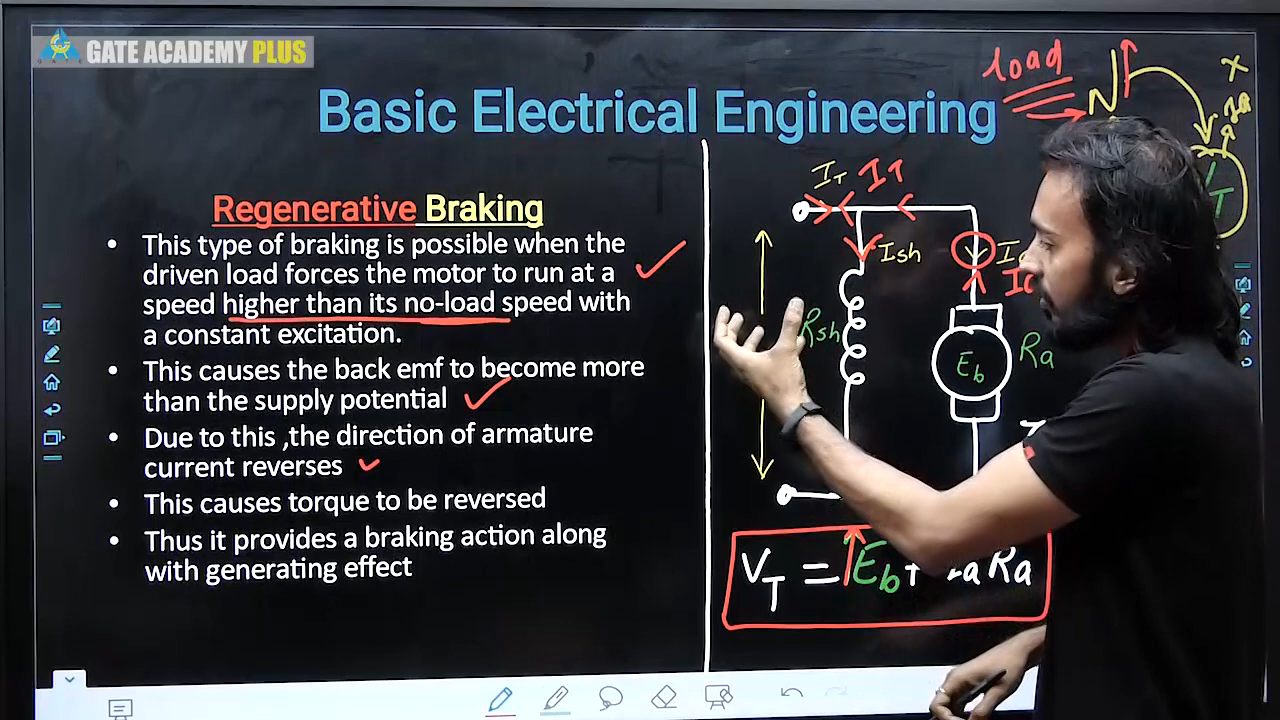 GATE ACADEMY PLUS
Basic Electrical Engineering
load
N
Regenerative Braking
• This type of braking is possible when the
driven load forces the motor to run at a
speed higher than its no-load speed with
a constant excitation.
• This causes the back emf to become more
than the supply potential
• Due to this ,the direction of armature
current reverses
• This causes torque to be reversed
• Thus it provides a braking action along
with generating effect
I_T
Ish
Rsh
Eb
Ra
V_T = Eb + IaRa